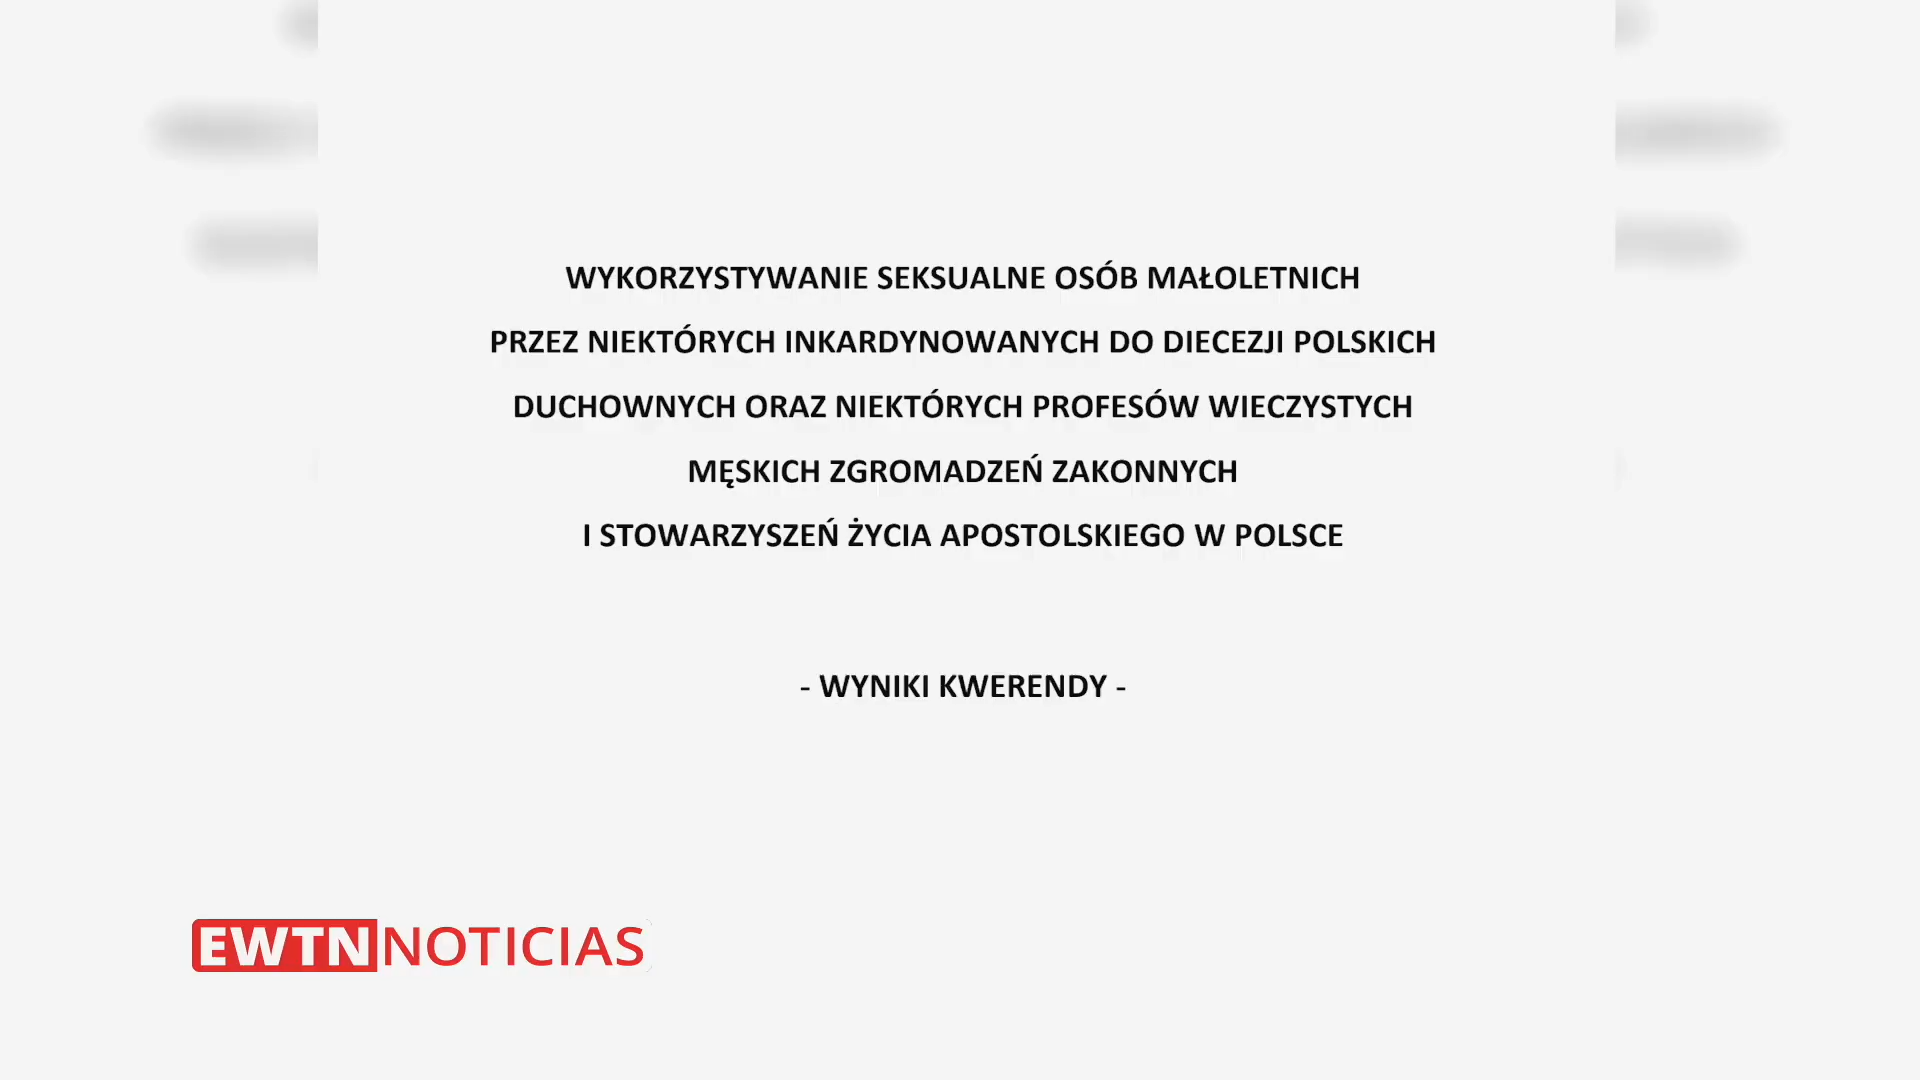 WYKORZYSTYWANIE SEKSUALNE OSÓB MAŁOLETNICH
PRZEZ NIEKTÓRYCH INKARDYNOWANYCH DO DIECEZJI POLSKICH
DUCHOWNYCH ORAZ NIEKTÓRYCH PROFESÓW WIECZYSTYCH
MĘSKICH ZGROMADZEŃ ZAKONNYCH
I STOWARZYSZEŃ ŻYCIA APOSTOLSKIEGO W POLSCE
- WYNIKI KWERENDY -
EWTN NOTICIAS